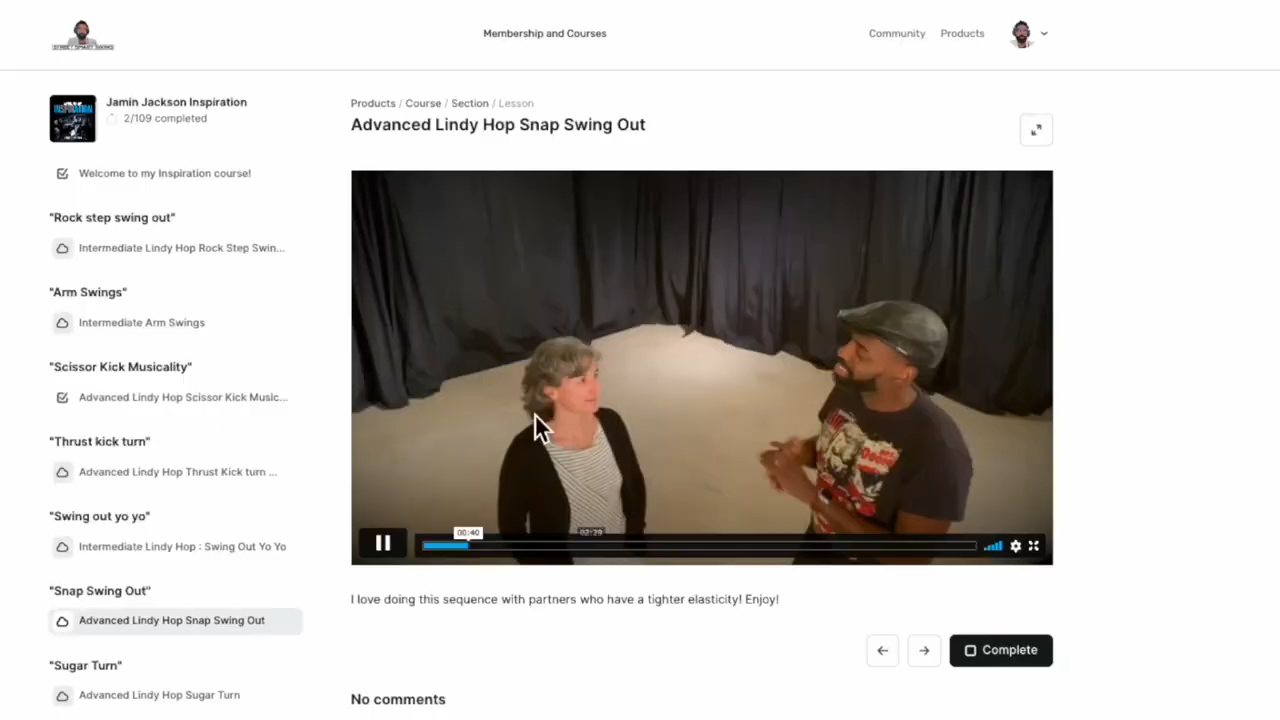 STREET SMART SWING
Membership and Courses
Community
Products
INSPIRATION
Jamin Jackson Inspiration
2/109 completed
Welcome to my Inspiration course!
"Rock step swing out"
Intermediate Lindy Hop Rock Step Swin...
"Arm Swings"
Intermediate Arm Swings
"Scissor Kick Musicality"
Advanced Lindy Hop Scissor Kick Music...
"Thrust kick turn"
Advanced Lindy Hop Thrust Kick turn ...
"Swing out yo yo"
Intermediate Lindy Hop : Swing Out Yo Yo
"Snap Swing Out"
Advanced Lindy Hop Snap Swing Out
"Sugar Turn"
Advanced Lindy Hop Sugar Turn
Products / Course / Section / Lesson
Advanced Lindy Hop Snap Swing Out
00:40
02:29
I love doing this sequence with partners who have a tighter elasticity! Enjoy!
Complete
No comments